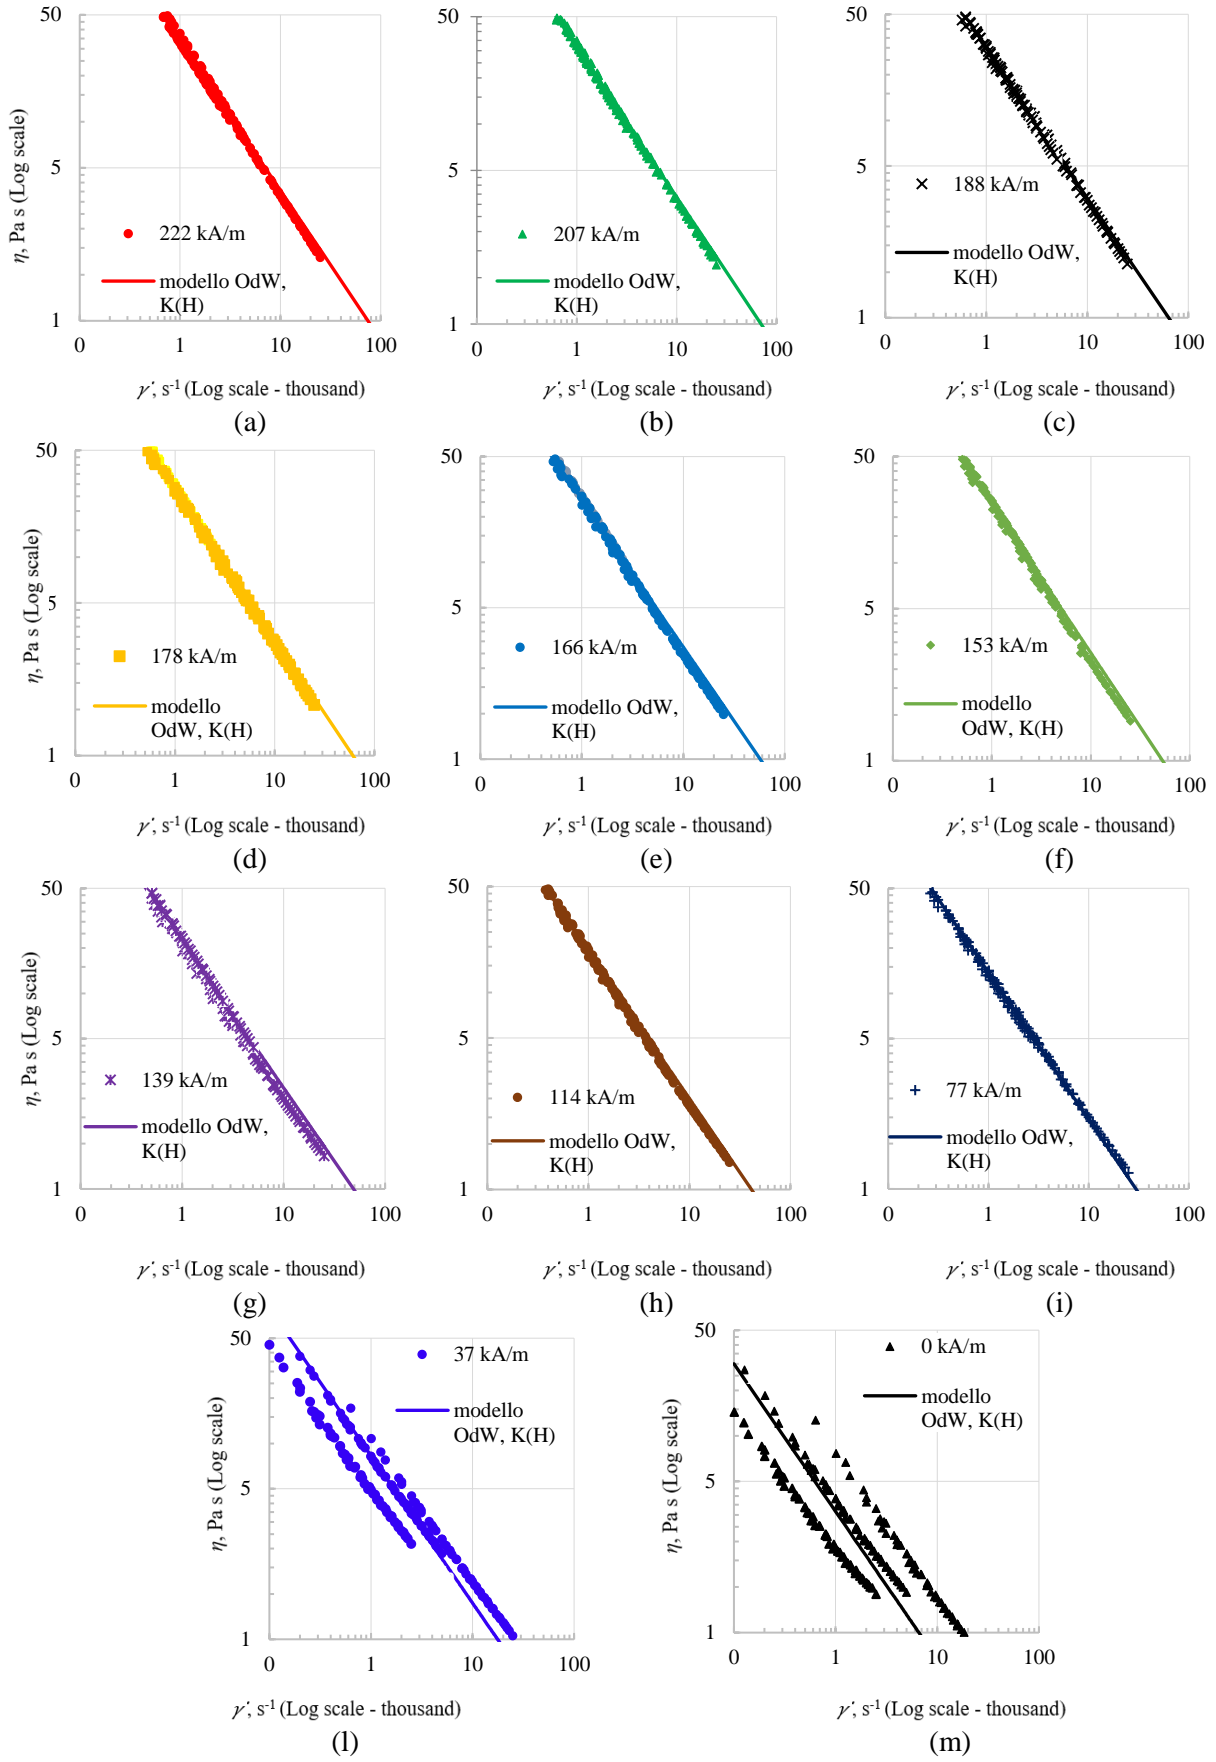 50
5
1
0
1
10
100
η, Pa s (Log scale)
222 kA/m
modello OdW,
K(H)
γ̇, s⁻¹ (Log scale - thousand)
(a)
50
5
1
0
1
10
100
207 kA/m
modello OdW,
K(H)
γ̇, s⁻¹ (Log scale - thousand)
(b)
50
5
1
0
1
10
100
188 kA/m
modello OdW,
K(H)
γ̇, s⁻¹ (Log scale - thousand)
(c)
50
5
1
0
1
10
100
η, Pa s (Log scale)
178 kA/m
modello
OdW, K(H)
γ̇, s⁻¹ (Log scale - thousand)
(d)
50
5
1
0
1
10
100
166 kA/m
modello OdW,
K(H)
γ̇, s⁻¹ (Log scale - thousand)
(e)
50
5
1
0
1
10
100
153 kA/m
modello
OdW, K(H)
γ̇, s⁻¹ (Log scale - thousand)
(f)
50
5
1
0
1
10
100
η, Pa s (Log scale)
139 kA/m
modello OdW,
K(H)
γ̇, s⁻¹ (Log scale - thousand)
(g)
50
5
1
0
1
10
100
114 kA/m
modello OdW,
K(H)
γ̇, s⁻¹ (Log scale - thousand)
(h)
50
5
1
0
1
10
100
77 kA/m
modello OdW,
K(H)
γ̇, s⁻¹ (Log scale - thousand)
(i)
50
5
1
0
1
10
100
η, Pa s (Log scale)
37 kA/m
modello
OdW, K(H)
γ̇, s⁻¹ (Log scale - thousand)
(l)
50
5
1
0
1
10
100
η, Pa s (Log scale)
0 kA/m
modello
OdW, K(H)
γ̇, s⁻¹ (Log scale - thousand)
(m)